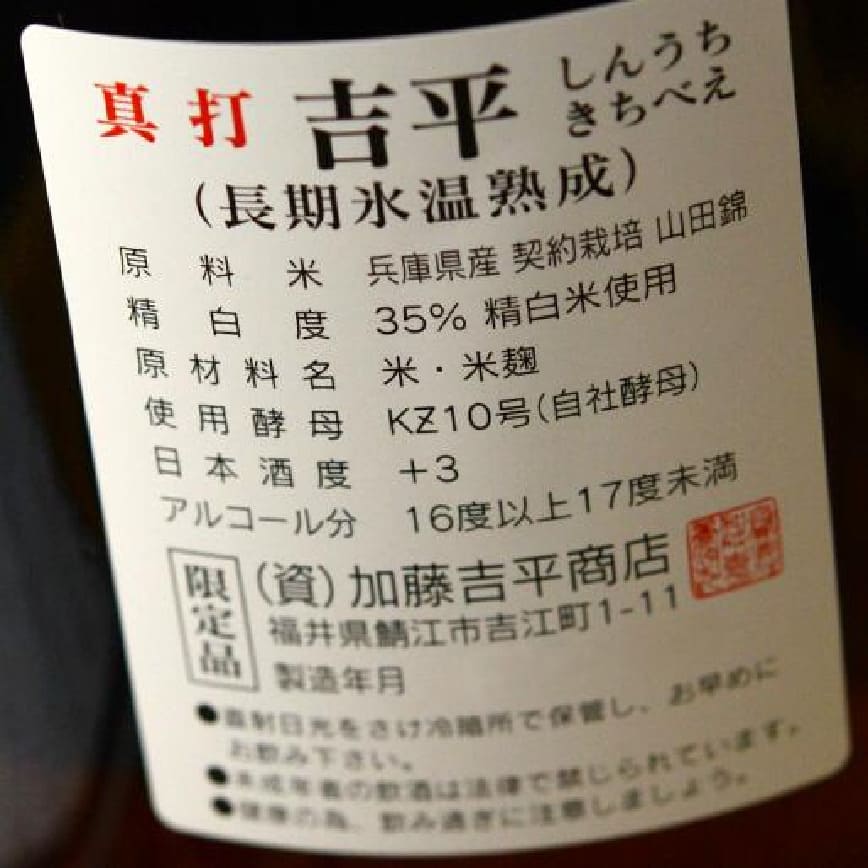 真打 吉平 しんうち
きちべえ
(長期氷温熟成)
原料米 兵庫県産 契約栽培 山田錦
精白度 35% 精白米使用
原材料名 米・米麹
使用酵母 KZ10号(自社酵母)
日本酒度 +3
アルコール分 16度以上17度未満
限定品
(資)加藤吉平商店
福井県鯖江市吉江町1-11
製造年月
●直射日光をさけ冷暗所で保管し、お早めに
お飲み下さい。
●未成年者の飲酒は法律で禁じられています。
●健康の為、飲み過ぎに注意しましょう。